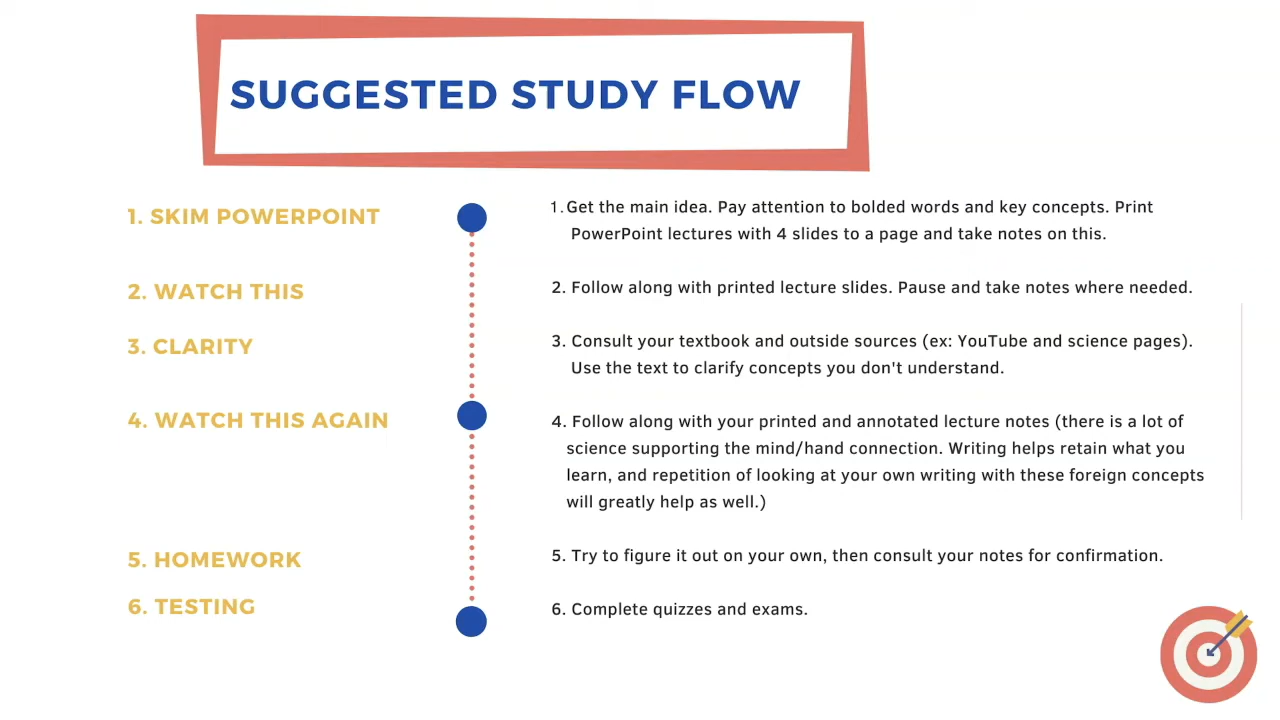 SUGGESTED STUDY FLOW
1. SKIM POWERPOINT
2. WATCH THIS
3. CLARITY
4. WATCH THIS AGAIN
5. HOMEWORK
6. TESTING
1. Get the main idea. Pay attention to bolded words and key concepts. Print
PowerPoint lectures with 4 slides to a page and take notes on this.
2. Follow along with printed lecture slides. Pause and take notes where needed.
3. Consult your textbook and outside sources (ex: YouTube and science pages).
Use the text to clarify concepts you don't understand.
4. Follow along with your printed and annotated lecture notes (there is a lot of
science supporting the mind/hand connection. Writing helps retain what you
learn, and repetition of looking at your own writing with these foreign concepts
will greatly help as well.)
5. Try to figure it out on your own, then consult your notes for confirmation.
6. Complete quizzes and exams.